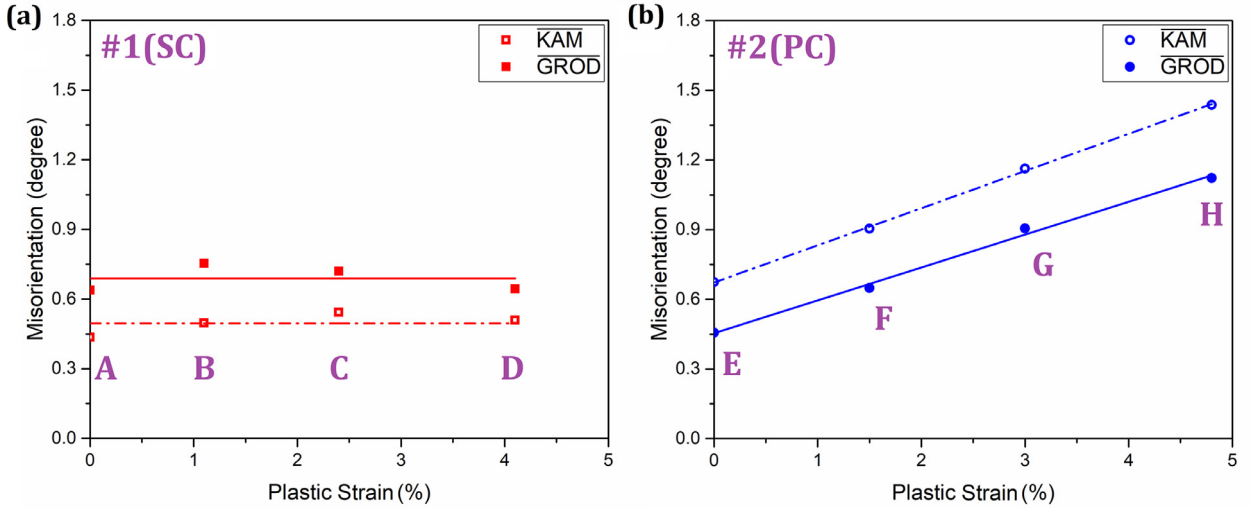 (a)
#1(SC)
KAM
GROD
1.8
1.5
1.2
0.9
0.6
0.3
0.0
Misorientation (degree)
A
B
C
D
0
1
2
3
4
5
Plastic Strain (%)
(b)
#2(PC)
KAM
GROD
1.8
1.5
1.2
0.9
0.6
0.3
0.0
Misorientation (degree)
E
F
G
H
0
1
2
3
4
5
Plastic Strain (%)